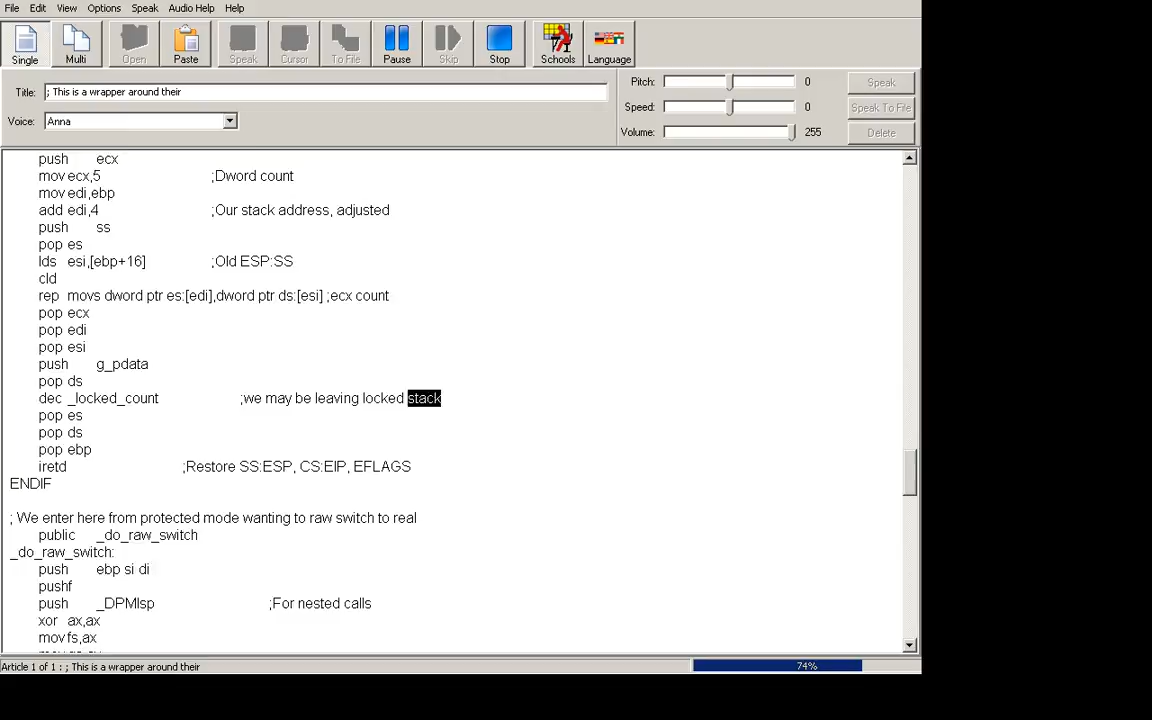 File Edit View Options Speak Audio Help Help
Single Multi Open Paste Speak Cursor To File Pause Skip Stop Schools Language
Title: ; This is a wrapper around their
Voice: Anna
Pitch: 0 Speak
Speed: 0 Speak To File
Volume: 255 Delete
push ecx
mov ecx,5 ;Dword count
mov edi,ebp
add edi,4 ;Our stack address, adjusted
push ss
pop es
lds esi,[ebp+16] ;Old ESP:SS
cld
rep movs dword ptr es:[edi],dword ptr ds:[esi] ;ecx count
pop ecx
pop edi
pop esi
push g_pdata
pop ds
dec _locked_count ;we may be leaving locked stack
pop es
pop ds
pop ebp
iretd ;Restore SS:ESP, CS:EIP, EFLAGS
ENDIF
; We enter here from protected mode wanting to raw switch to real
public _do_raw_switch
_do_raw_switch:
push ebp si di
pushf
push _DPMIsp ;For nested calls
xor ax,ax
mov fs,ax
Article 1 of 1 : ; This is a wrapper around their 74%